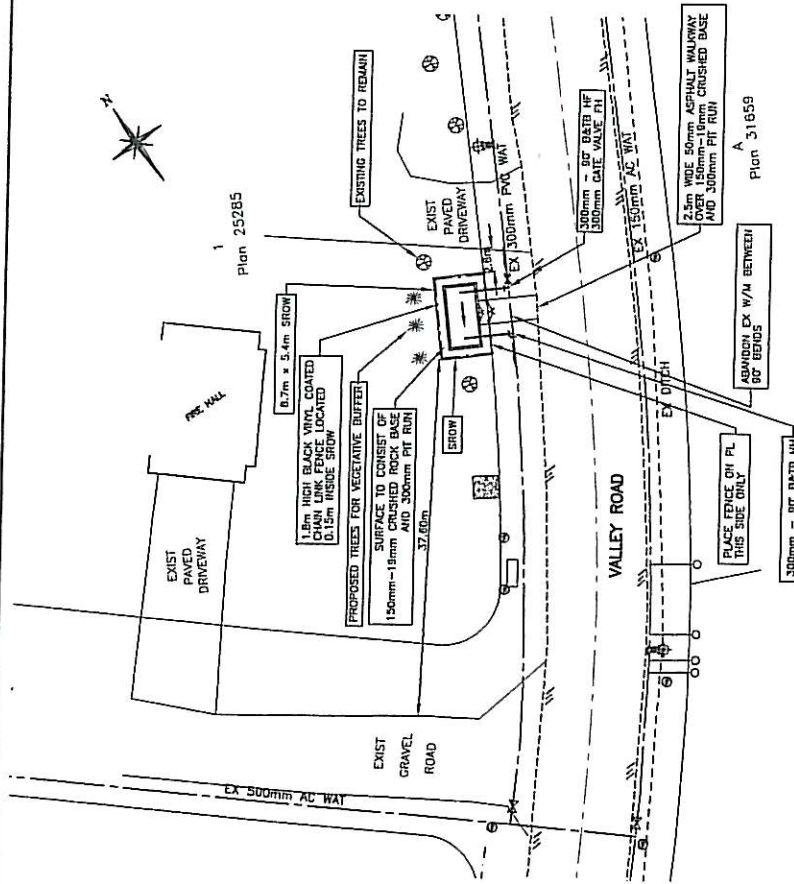 N
EXISTING TREES TO REMAIN
1
Plan 25285
8.7m x 5.4m SROW
1.8m HIGH BLACK VINYL COATED
CHAIN LINK FENCE LOCATED
0.15m INSIDE SROW
PROPOSED TREES FOR VEGETATIVE BUFFER
SURFACE TO CONSIST OF
150mm-19mm CRUSHED ROCK BASE
AND 300mm PIT RUN
SROW
37.60m
FIRE HALL
EXIST
PAVED
DRIVEWAY
EXIST
PAVED
DRIVEWAY
2.6m
EX 300mm PVC WAT
300mm - 90° B&TB HF
300mm GATE VALVE FH
2.5m WIDE 50mm ASPHALT WALKWAY
OVER 150mm-19mm CRUSHED BASE
AND 300mm PIT RUN
EX 150mm AC WAT
A
Plan 31659
ABANDON EX W/M BETWEEN
90° BENDS
EX DITCH
PLACE FENCE ON PL
THIS SIDE ONLY
300mm - 90° B&TB
VALLEY ROAD
EXIST
GRAVEL
ROAD
EX 500mm AC WAT